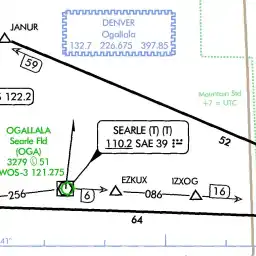 JANUR
DENVER
Ogallala
132.7 226.675 397.85
59
122.2
Mountain Std
+7 = UTC
OGALLALA
Searle Fld
(OGA)
3279 51
WOS-3 121.275
SEARLE (T) (T)
110.2 SAE 39
52
256
6
EZKUX
086
IZXOG
16
64
41'